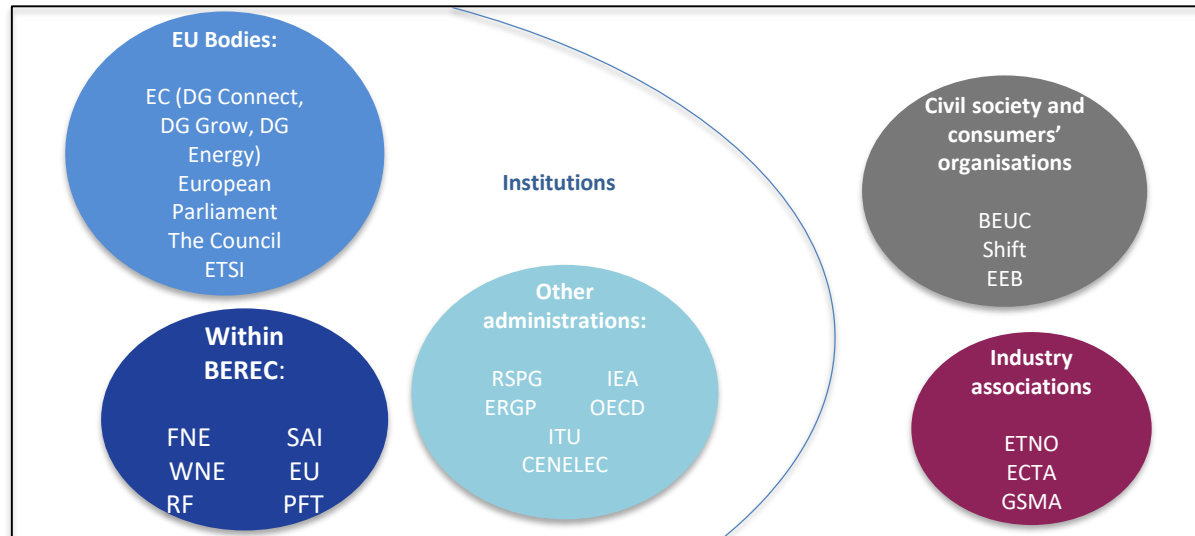 EU Bodies:
EC (DG Connect,
DG Grow, DG
Energy)
European
Parliament
The Council
ETSI
Institutions
Civil society and
consumers’
organisations
BEUC
Shift
EEB
Within
BEREC:
FNE SAI
WNE EU
RF PFT
Other
administrations:
RSPG IEA
ERGP OECD
ITU
CENELEC
Industry
associations
ETNO
ECTA
GSMA